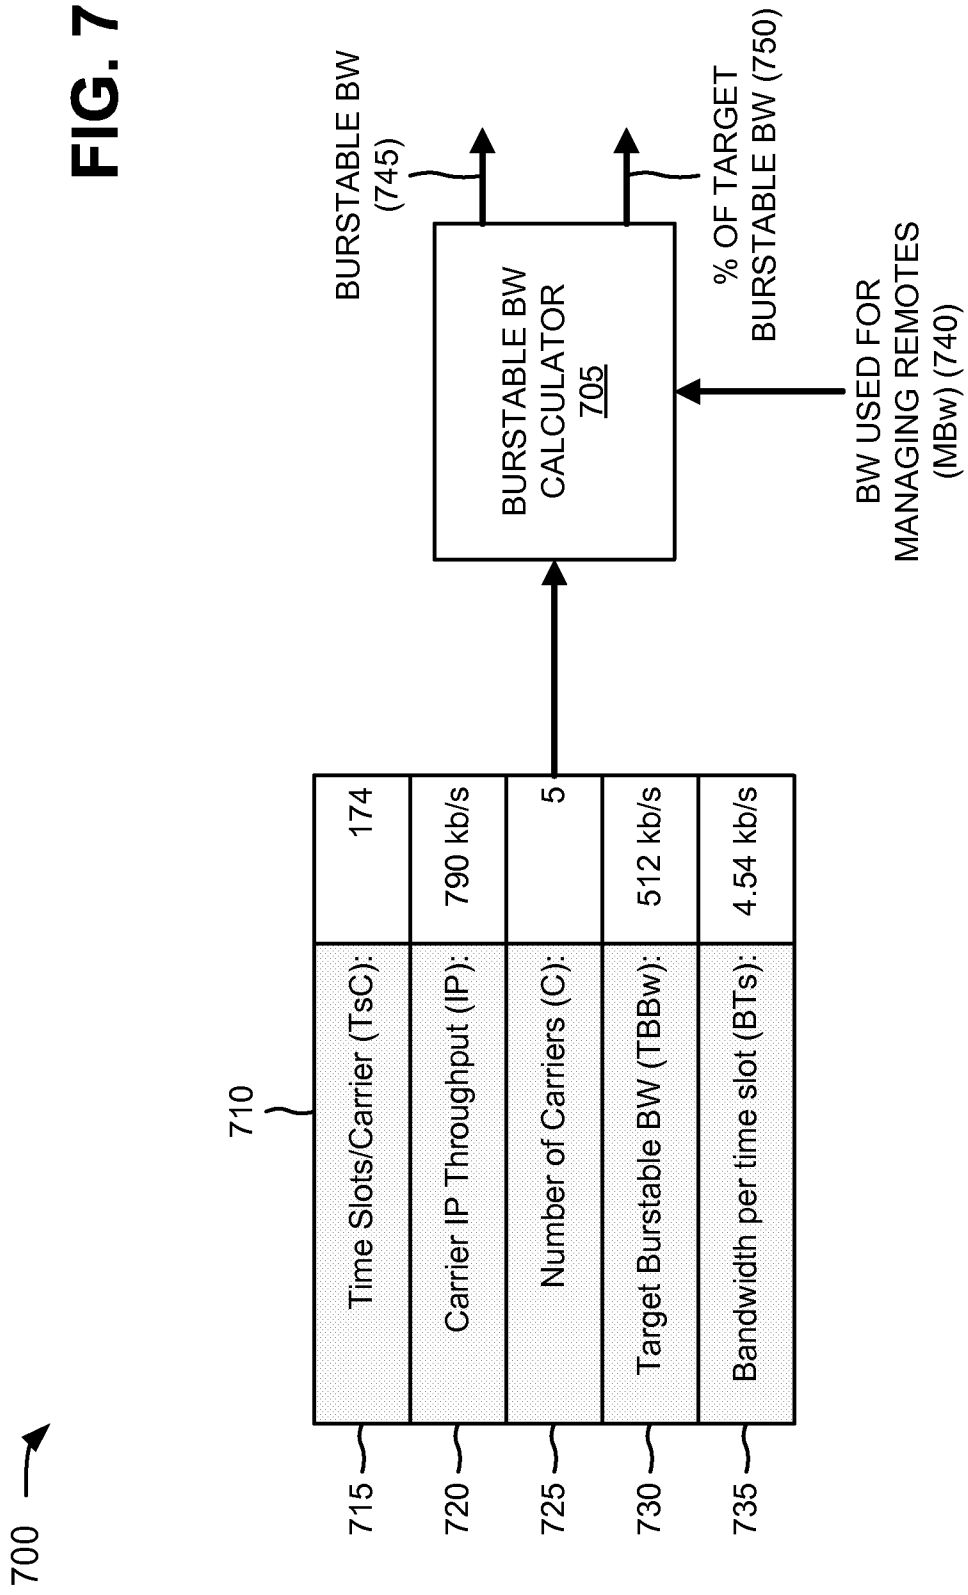 FIG. 7
700
710
715
Time Slots/Carrier (TsC): 174
720
Carrier IP Throughput (IP): 790 kb/s
725
Number of Carriers (C): 5
730
Target Burstable BW (TBBw): 512 kb/s
735
Bandwidth per time slot (BTs): 4.54 kb/s
BURSTABLE BW
CALCULATOR
705
BURSTABLE BW
(745)
% OF TARGET
BURSTABLE BW (750)
BW USED FOR
MANAGING REMOTES
(MBw) (740)